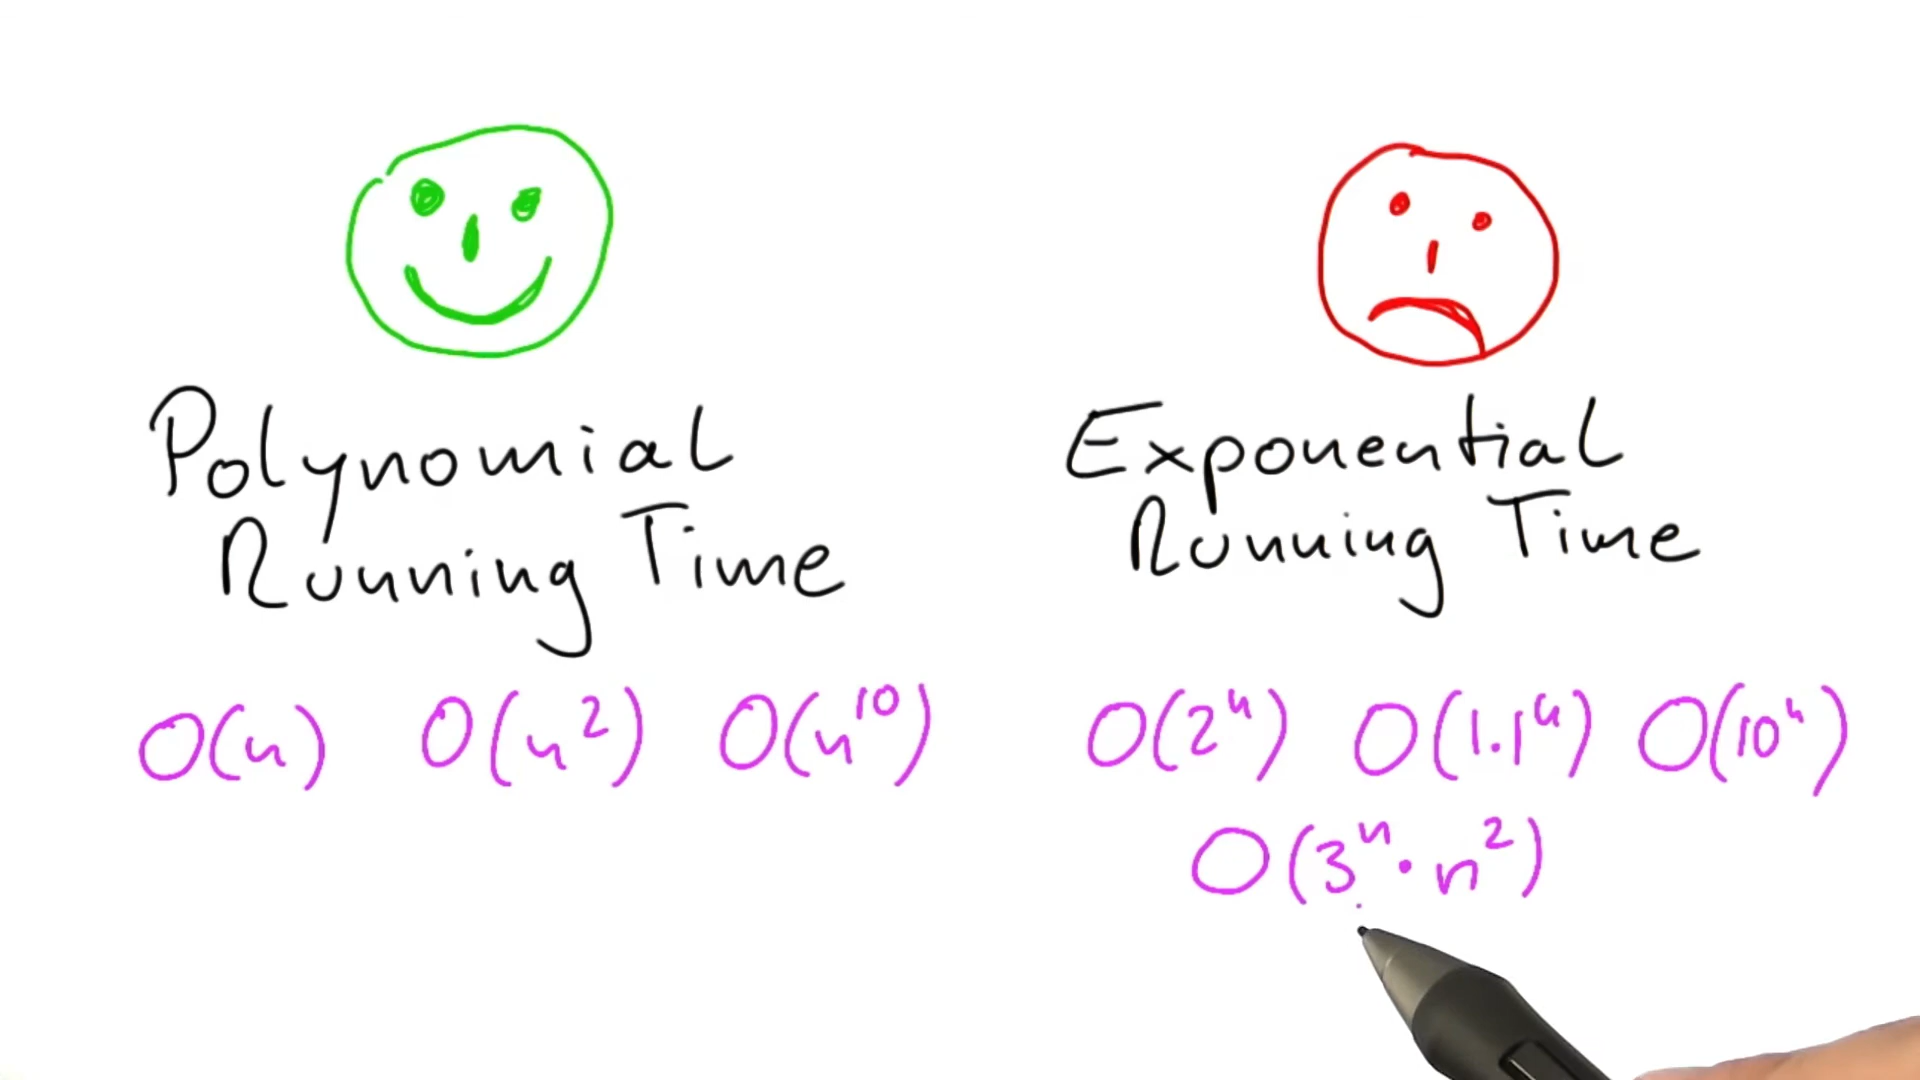 Polynomial
Running Time
O(n) O(n²) O(n¹⁰)
Exponential
Running Time
O(2ⁿ) O(1.1ⁿ) O(10ⁿ)
O(3ⁿ·n²)